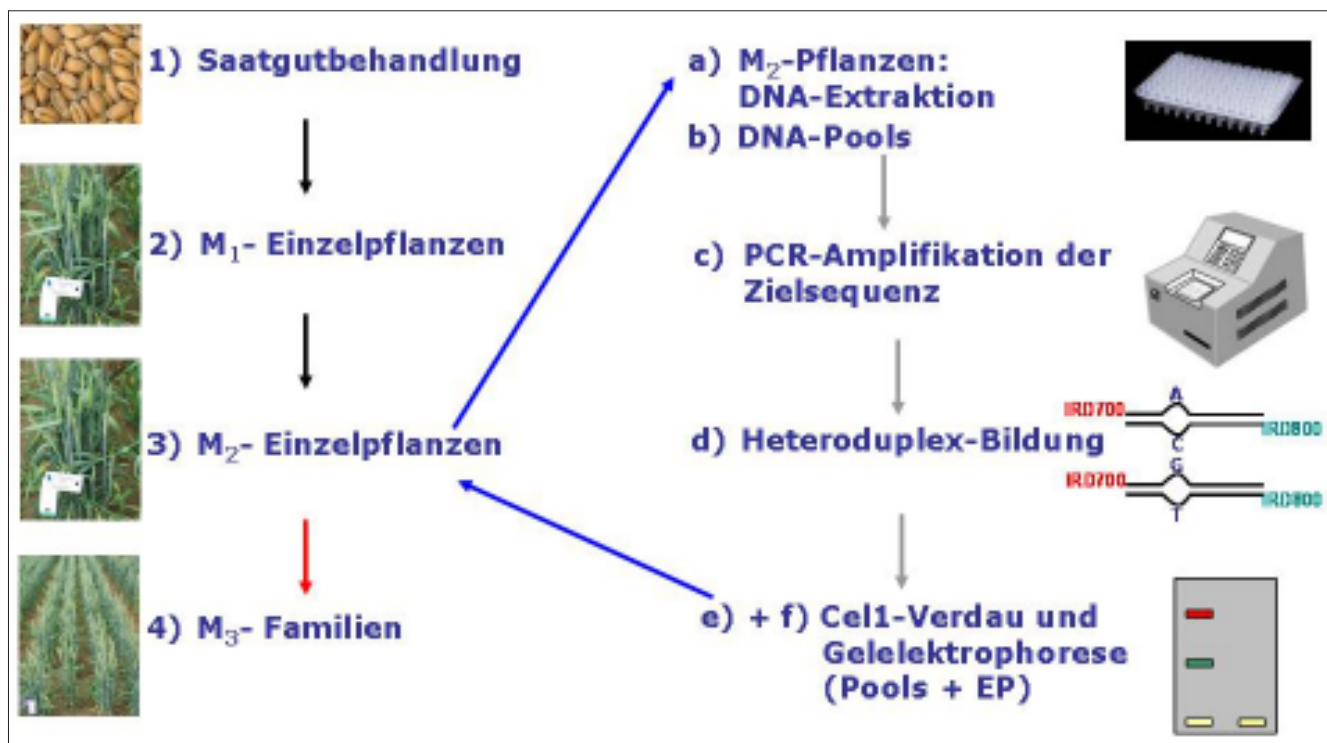 1) Saatgutbehandlung
2) M₁- Einzelpflanzen
3) M₂- Einzelpflanzen
4) M₃- Familien
a) M₂-Pflanzen:
DNA-Extraktion
b) DNA-Pools
c) PCR-Amplifikation der
Zielsequenz
d) Heteroduplex-Bildung
IRD700
A
C
IRD800
IRD700
G
T
IRD800
e) + f) Cel1-Verdau und
Gelelektrophorese
(Pools + EP)